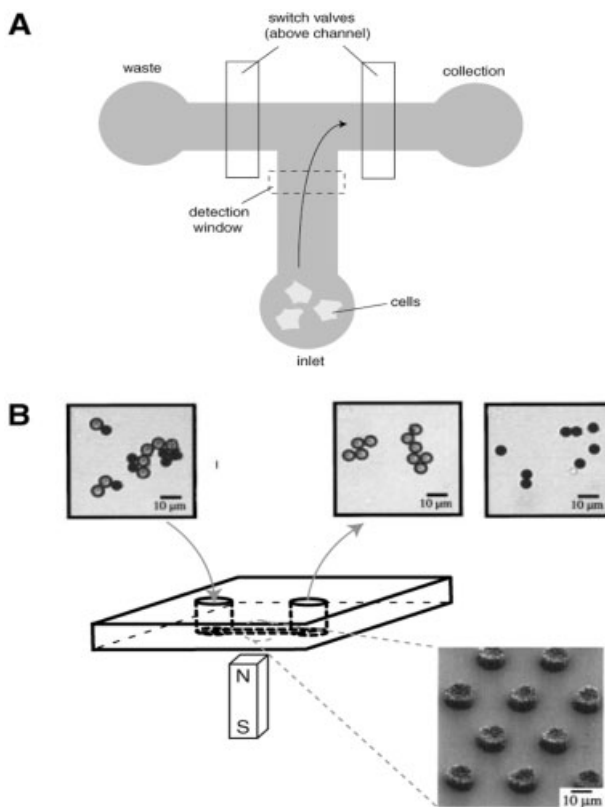 A
switch valves
(above channel)
waste
collection
detection
window
cells
inlet
B
10 μm
10 μm
10 μm
N
S
10 μm